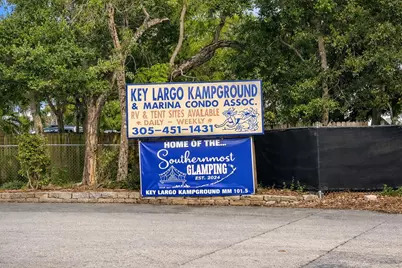 KEY LARGO KAMPGROUND
& MARINA CONDO ASSOC.
RV & TENT SITES AVAILABLE
DAILY - WEEKLY
305-451-1431
HOME OF THE...
Southernmost
GLAMPING
EST. 2024
KEY LARGO KAMPGROUND MM 101.5